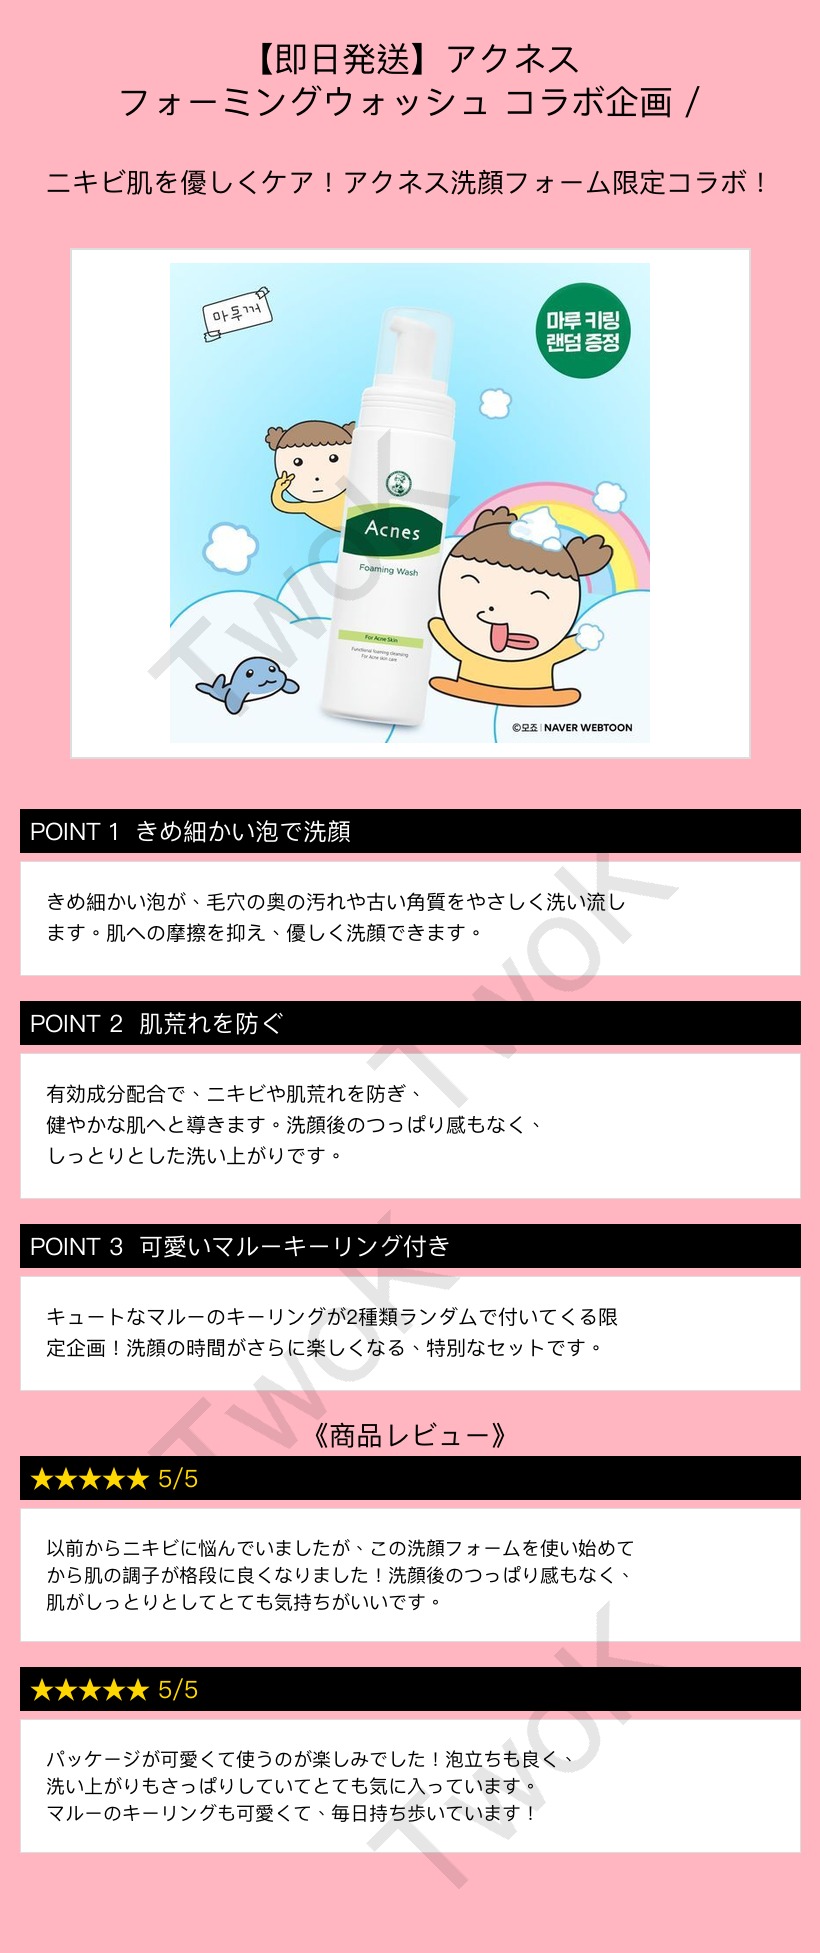 【即日発送】アクネス
フォーミングウォッシュ コラボ企画 /
ニキビ肌を優しくケア！アクネス洗顔フォーム限定コラボ！
마루꺼
마루 키링
랜덤 증정
Acnes
Foaming Wash
For Acne Skin
Functional foaming cleansing
For Acne skin care
©모죠 | NAVER WEBTOON
TwoK
POINT 1 きめ細かい泡で洗顔
きめ細かい泡が、毛穴の奥の汚れや古い角質をやさしく洗い流し
ます。肌への摩擦を抑え、優しく洗顔できます。
TwoK
POINT 2 肌荒れを防ぐ
有効成分配合で、ニキビや肌荒れを防ぎ、
健やかな肌へと導きます。洗顔後のつっぱり感もなく、
しっとりとした洗い上がりです。
POINT 3 可愛いマルーキーリング付き
キュートなマルーのキーリングが2種類ランダムで付いてくる限
定企画！洗顔の時間がさらに楽しくなる、特別なセットです。
TwoK
《商品レビュー》
★★★★★ 5/5
以前からニキビに悩んでいましたが、この洗顔フォームを使い始めて
から肌の調子が格段に良くなりました！洗顔後のつっぱり感もなく、
肌がしっとりとしてとても気持ちがいいです。
★★★★★ 5/5
パッケージが可愛くて使うのが楽しみでした！泡立ちも良く、
洗い上がりもさっぱりしていてとても気に入っています。
マルーのキーリングも可愛くて、毎日持ち歩いています！
TwoK